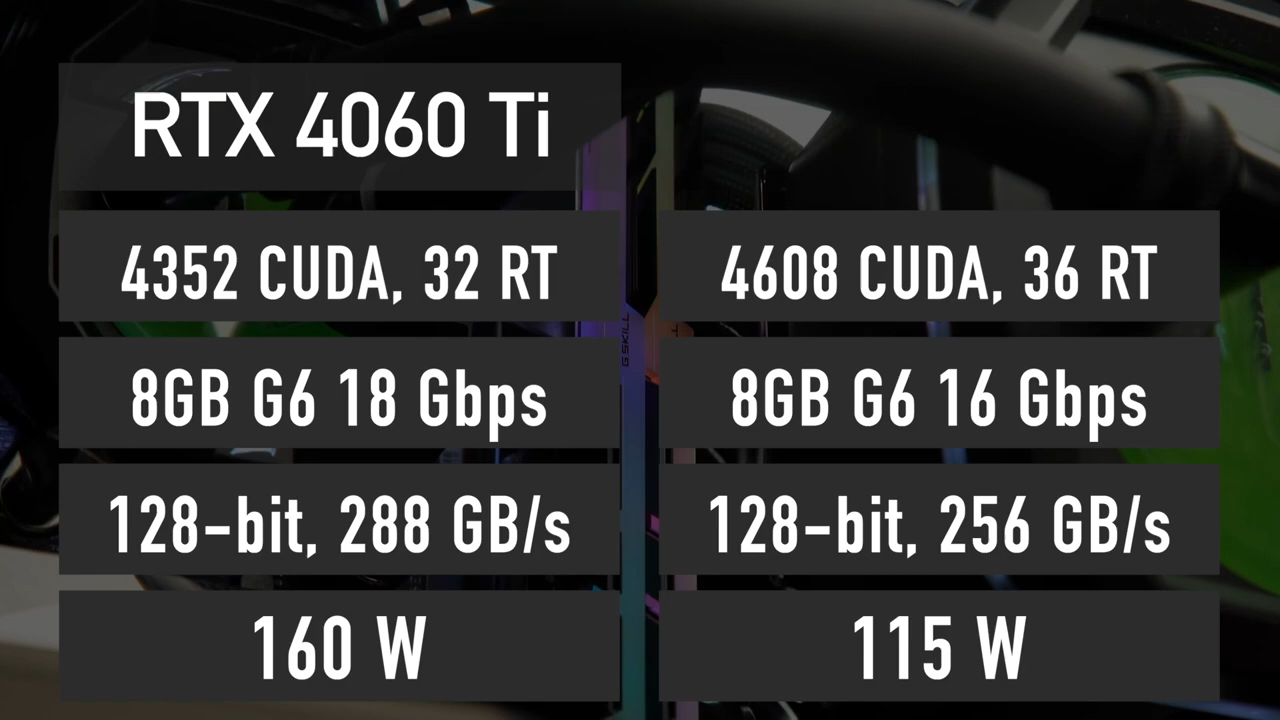 RTX 4060 Ti
4352 CUDA, 32 RT
4608 CUDA, 36 RT
8GB G6 18 Gbps
8GB G6 16 Gbps
128-bit, 288 GB/s
128-bit, 256 GB/s
160 W
115 W
G.SKILL